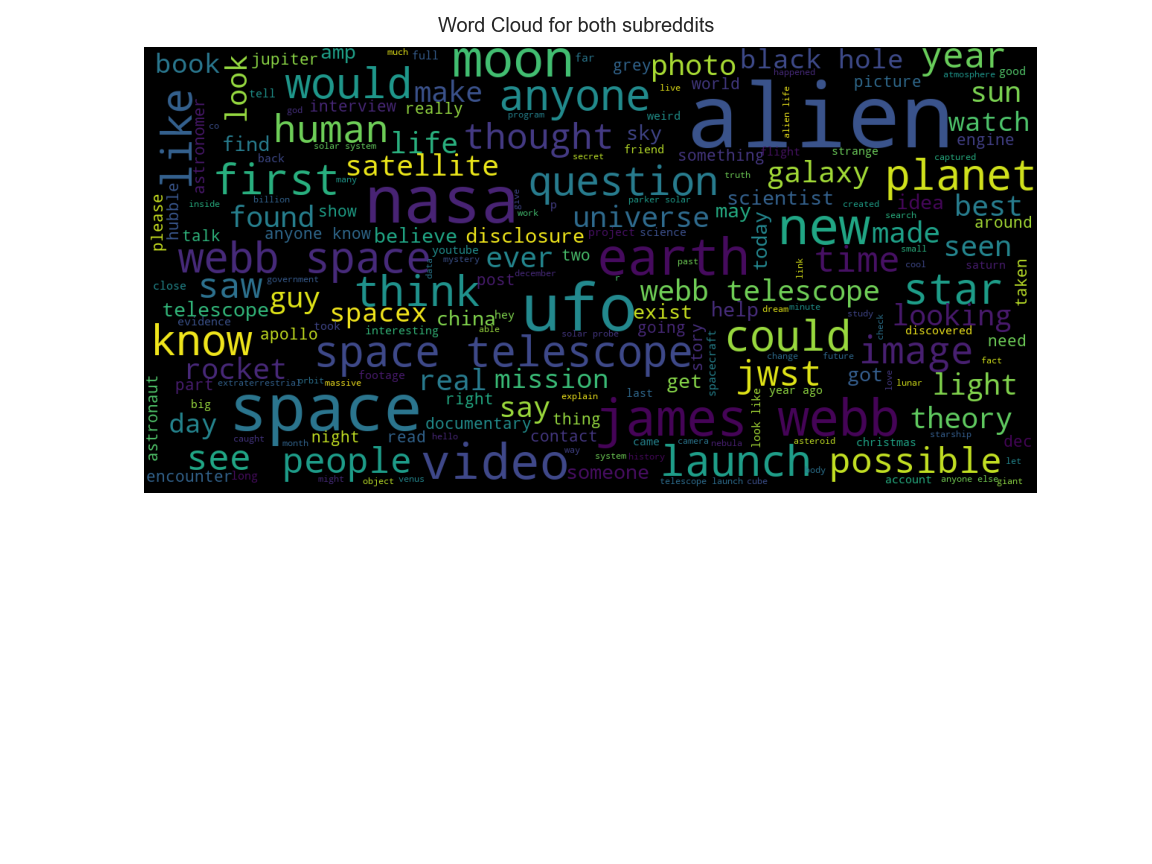 Word Cloud for both subreddits
book
jupiter
amp
much
full
moon
far
grey
photo
black hole
happened
year
atmosphere
good
look
tell
would
make
anyone
live
world
alien
alien life
picture
sun
like
astronomer
god
interview
really
program
weird
watch
co
human
solar system
life
thought
sky
friend
something
flight
strange
engine
find
back
satellite
secret
captured
first
many
nasa
give
question
truth
galaxy
planet
hubble
inside
billion
work
p
parker solar
scientist
created
idea
best
please
found
show
universe
may
today
new
made
search
around
talk
anyone know
believe
disclosure
project
science
earth
small
seen
webb space
youtube
mystery
data
ever
two
past
link
time
cool
saturn
taken
close
saw
government
think
post
december
ufo
r
webb telescope
dream
minute
star
telescope
guy
spacex
china
hey
exist
help
study
looking
evidence
apollo
took
interesting
able
solar probe
going
story
could
check
discovered
need
know
space telescope
spacecraft
change
future
image
fact
rocket
footage
part
extraterrestrial
orbit
massive
real
mission
get
jwst
got
love
lunar
light
astronaut
big
space
right
say
explain
last
year ago
look like
day
night
documentary
thing
james webb
theory
caught
month
read
hello
contact
came
camera
nebula
asteroid
christmas
starship
dec
see
people
video
way
system
history
launch
body
possible
let
encounter
long
might
object
venus
someone
telescope launch
cube
account
anyone else
giant